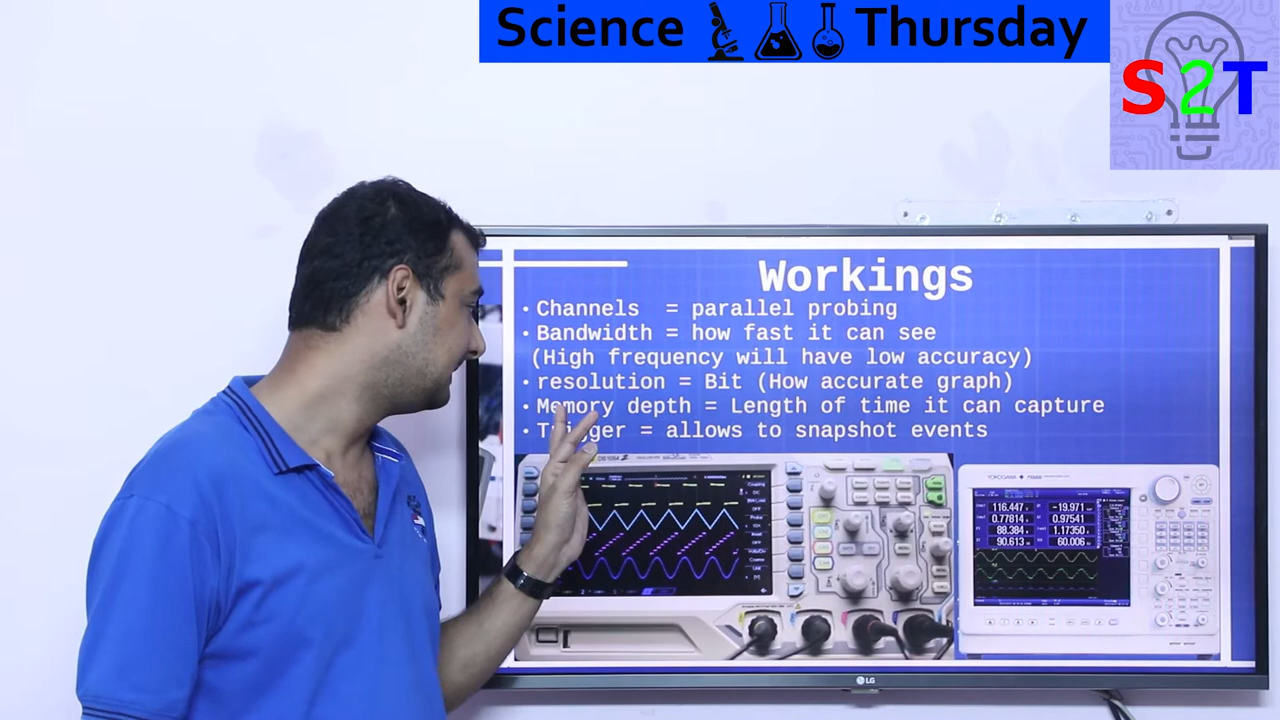 Science Thursday
S2T
Workings
• Channels = parallel probing
• Bandwidth = how fast it can see
(High frequency will have low accuracy)
• resolution = Bit (How accurate graph)
• Memory depth = Length of time it can capture
• Trigger = allows to snapshot events
YOKOGAWA
116.447 -19.971
0.77814 0.97541
88.384 1.17350
90.613 60.006
LG